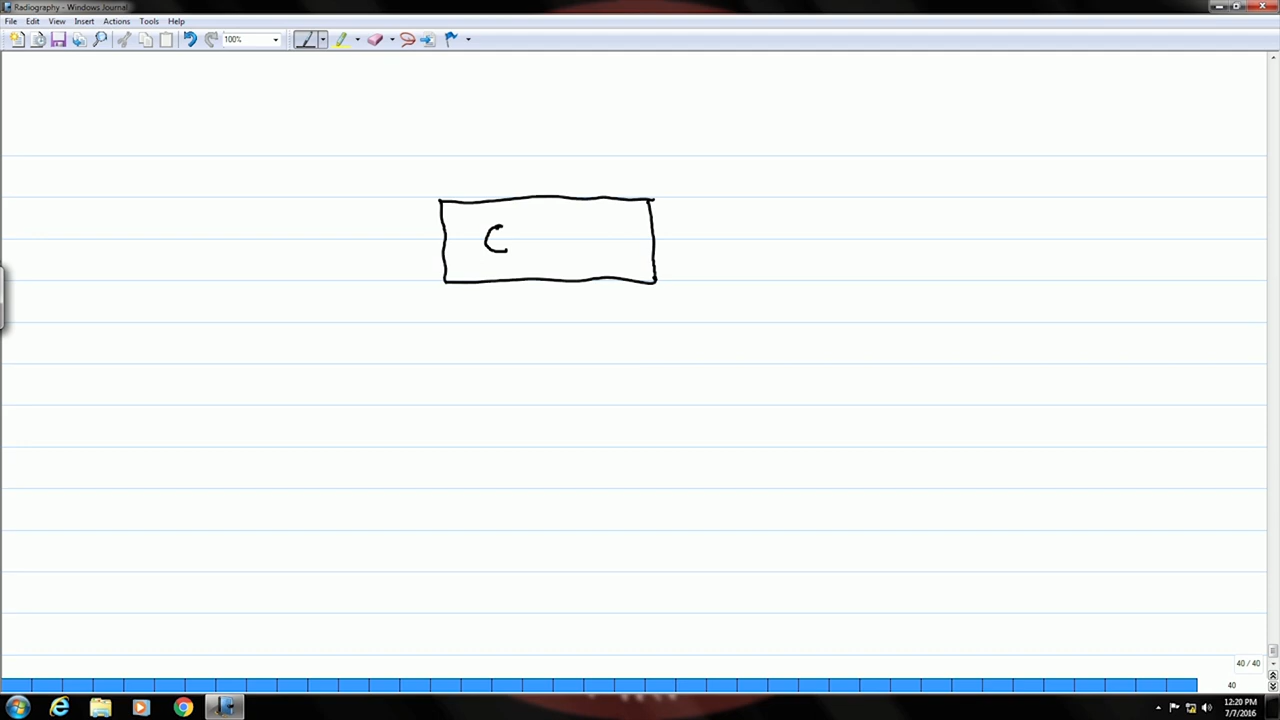 Radiography - Windows Journal
File Edit View Insert Actions Tools Help
100%
C
40 / 40
40
12:20 PM
7/7/2016